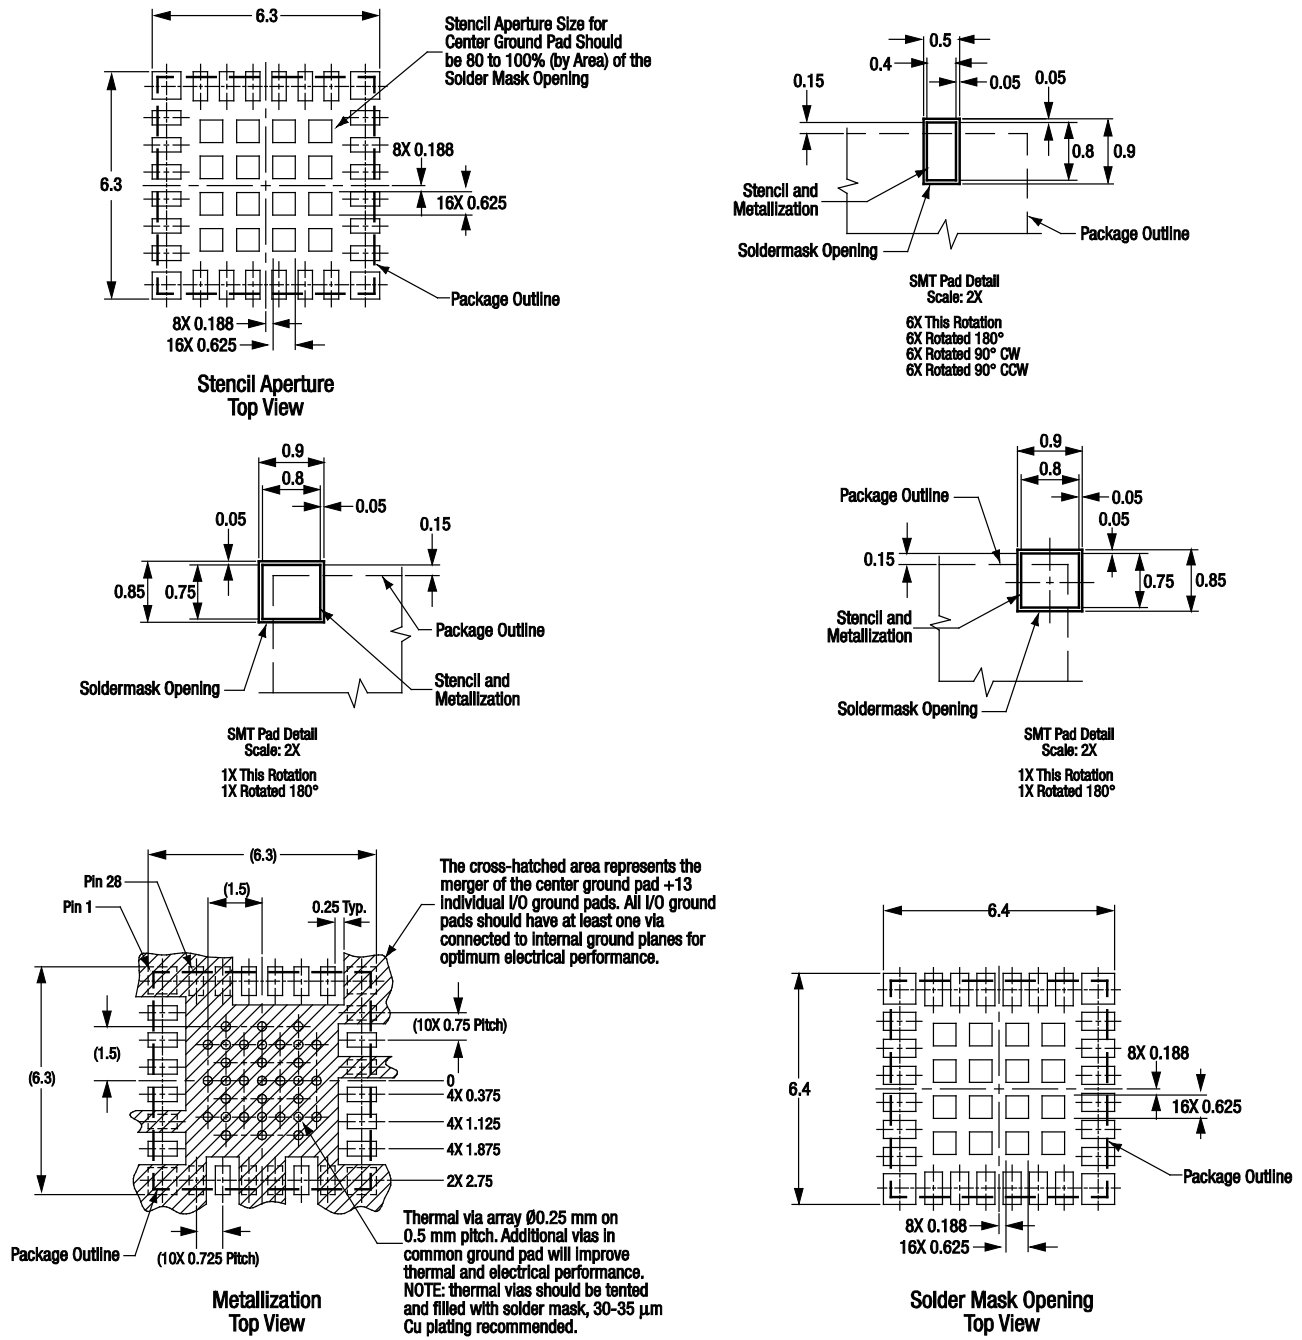 6.3
Stencil Aperture Size for
Center Ground Pad Should
be 80 to 100% (by Area) of the
Solder Mask Opening
6.3
8X 0.188
16X 0.625
Package Outline
8X 0.188
16X 0.625
Stencil Aperture
Top View
0.5
0.4
0.15
0.05
0.05
0.8
0.9
Stencil and
Metallization
Soldermask Opening
Package Outline
SMT Pad Detail
Scale: 2X
6X This Rotation
6X Rotated 180°
6X Rotated 90° CW
6X Rotated 90° CCW
0.9
0.8
0.05
0.05
0.15
0.85
0.75
Package Outline
Soldermask Opening
Stencil and
Metallization
SMT Pad Detail
Scale: 2X
1X This Rotation
1X Rotated 180°
0.9
0.8
Package Outline
0.05
0.05
0.15
0.75
0.85
Stencil and
Metallization
Soldermask Opening
SMT Pad Detail
Scale: 2X
1X This Rotation
1X Rotated 180°
(6.3)
Pin 28
(1.5)
Pin 1
0.25 Typ.
The cross-hatched area represents the
merger of the center ground pad +13
individual I/O ground pads. All I/O ground
pads should have at least one via
connected to internal ground planes for
optimum electrical performance.
(10X 0.75 Pitch)
(1.5)
(6.3)
0
4X 0.375
4X 1.125
4X 1.875
2X 2.75
Package Outline
(10X 0.725 Pitch)
Thermal via array Ø0.25 mm on
0.5 mm pitch. Additional vias in
common ground pad will improve
thermal and electrical performance.
NOTE: thermal vias should be tented
and filled with solder mask, 30-35 μm
Cu plating recommended.
Metallization
Top View
6.4
6.4
8X 0.188
16X 0.625
Package Outline
8X 0.188
16X 0.625
Solder Mask Opening
Top View